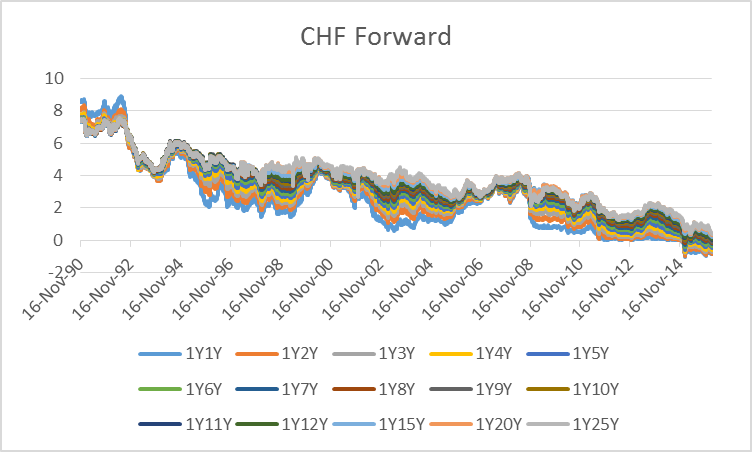 CHF Forward
10
8
6
4
2
0
-2
16-Nov-90
16-Nov-92
16-Nov-94
16-Nov-96
16-Nov-98
16-Nov-00
16-Nov-02
16-Nov-04
16-Nov-06
16-Nov-08
16-Nov-10
16-Nov-12
16-Nov-14
1Y1Y 1Y2Y 1Y3Y 1Y4Y 1Y5Y
1Y6Y 1Y7Y 1Y8Y 1Y9Y 1Y10Y
1Y11Y 1Y12Y 1Y15Y 1Y20Y 1Y25Y